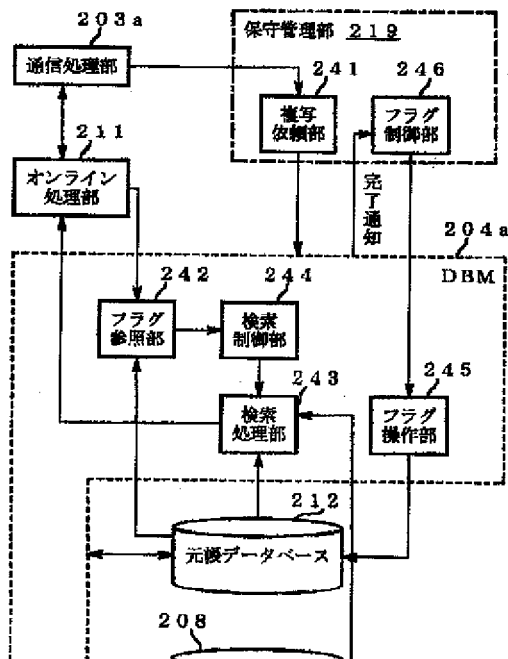 203a
通信処理部
保守管理部 219
241
246
複写
依頼部
フラグ
制御部
211
オンライン
処理部
完了通知
204a
DBM
242
244
フラグ
参照部
検索
制御部
243
245
検索
処理部
フラグ
操作部
212
元帳データベース
208